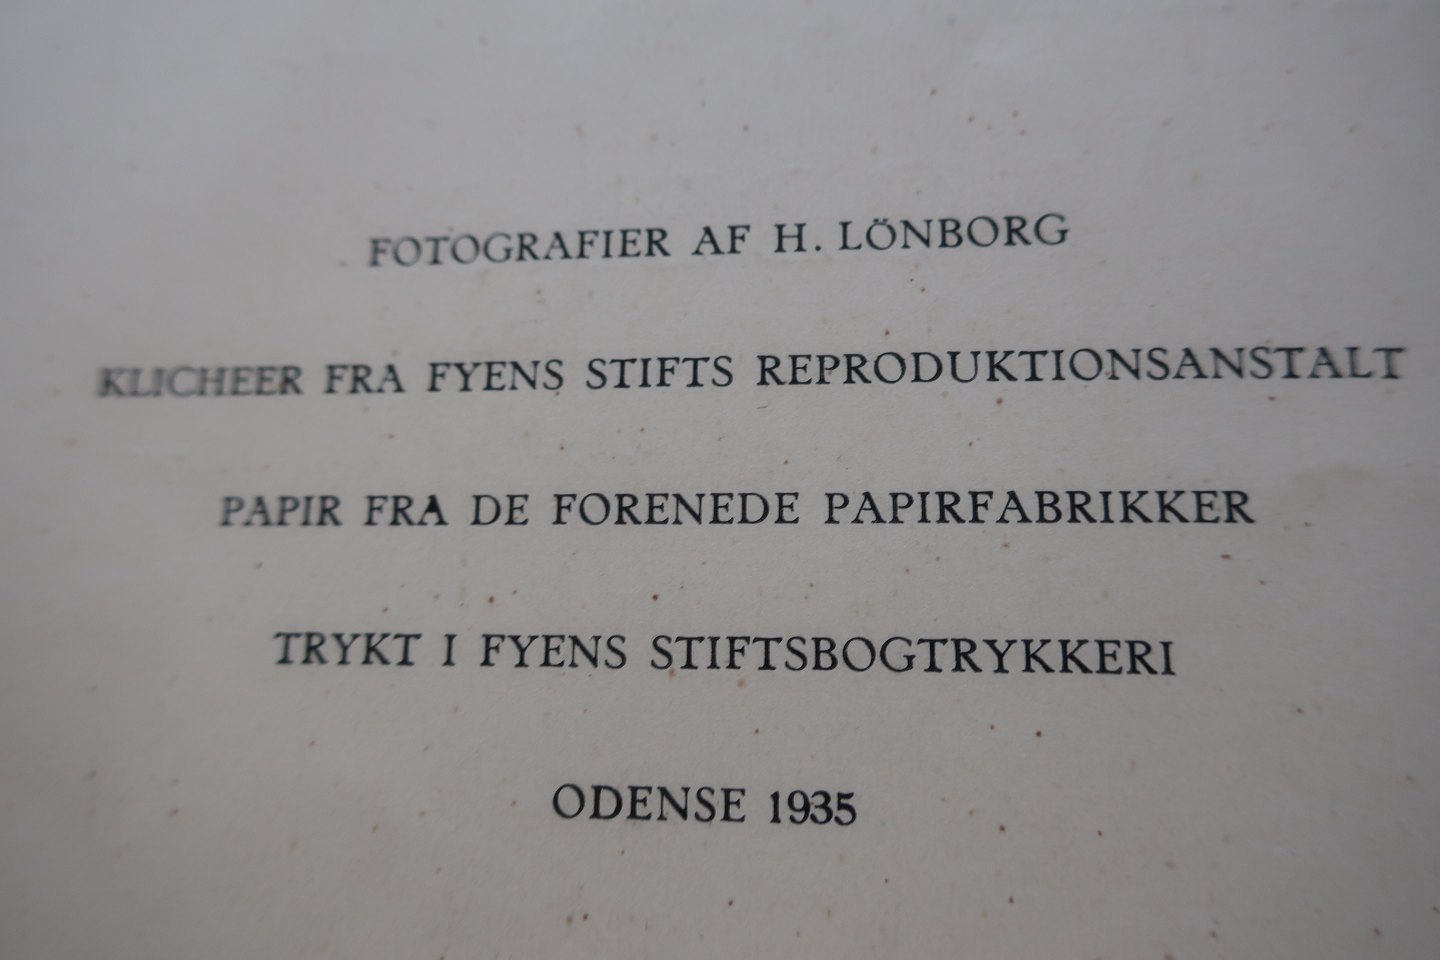 FOTOGRAFIER AF H. LÖNBORG
KLICHEER FRA FYENS STIFTS REPRODUKTIONSANSTALT
PAPIR FRA DE FORENEDE PAPIRFABRIKKER
TRYKT I FYENS STIFTSBOGTRYKKERI
ODENSE 1935